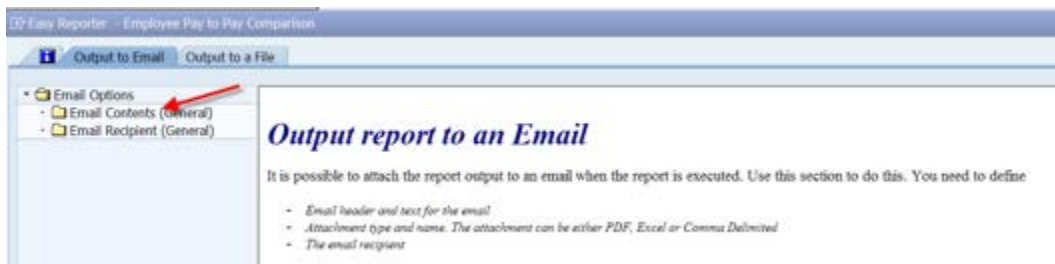 Easy Reporter - Employee Pay to Pay Comparison
Output to Email Output to a File
Email Options
Email Contents (General)
Email Recipient (General)
Output report to an Email
It is possible to attach the report output to an email when the report is executed. Use this section to do this. You need to define
- Email header and text for the email
- Attachment type and name. The attachment can be either PDF, Excel or Comma Delimited
- The email recipient